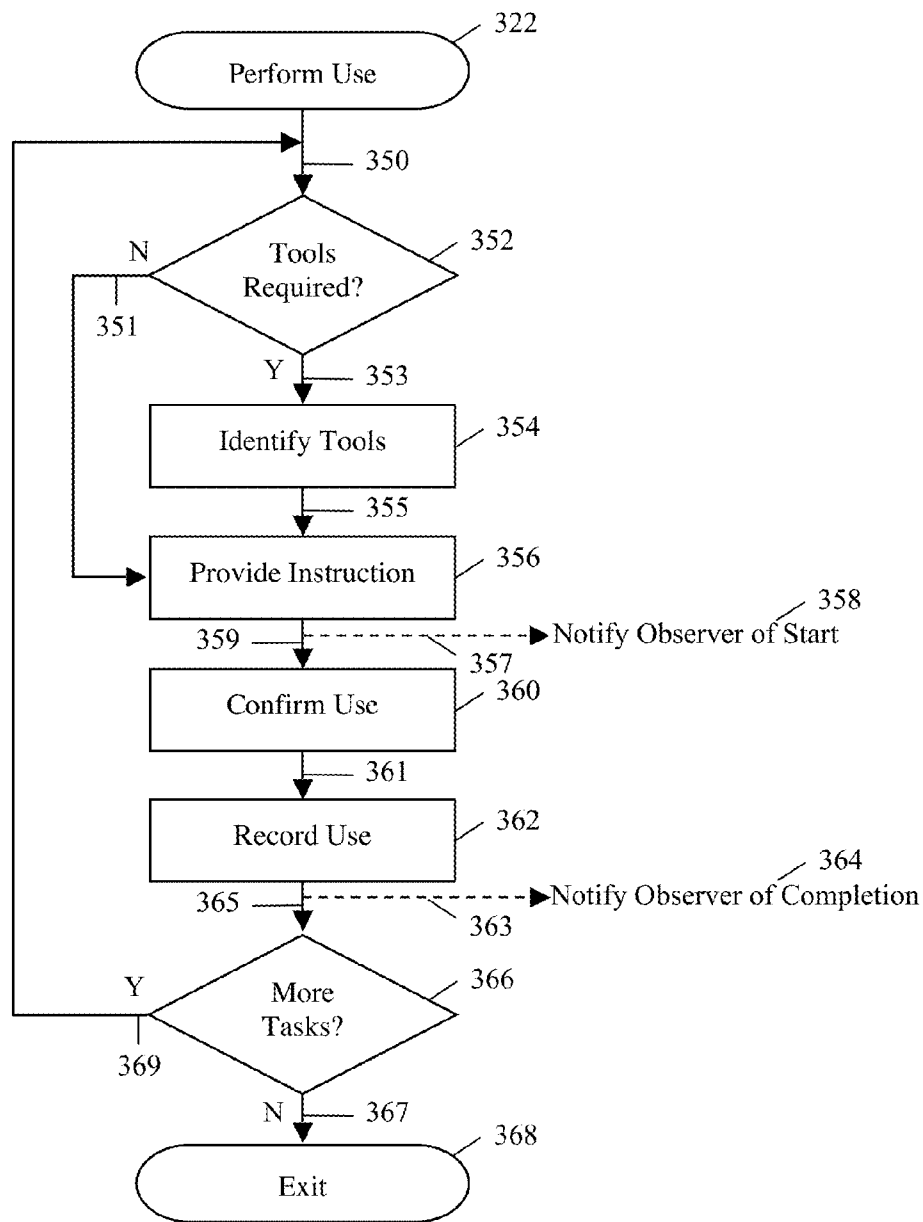 322
Perform Use
350
N
352
Tools
Required?
351
Y
353
Identify Tools
354
355
Provide Instruction
356
358
359
Notify Observer of Start
357
Confirm Use
360
361
Record Use
362
364
365
Notify Observer of Completion
363
Y
More
Tasks?
366
369
N
367
368
Exit